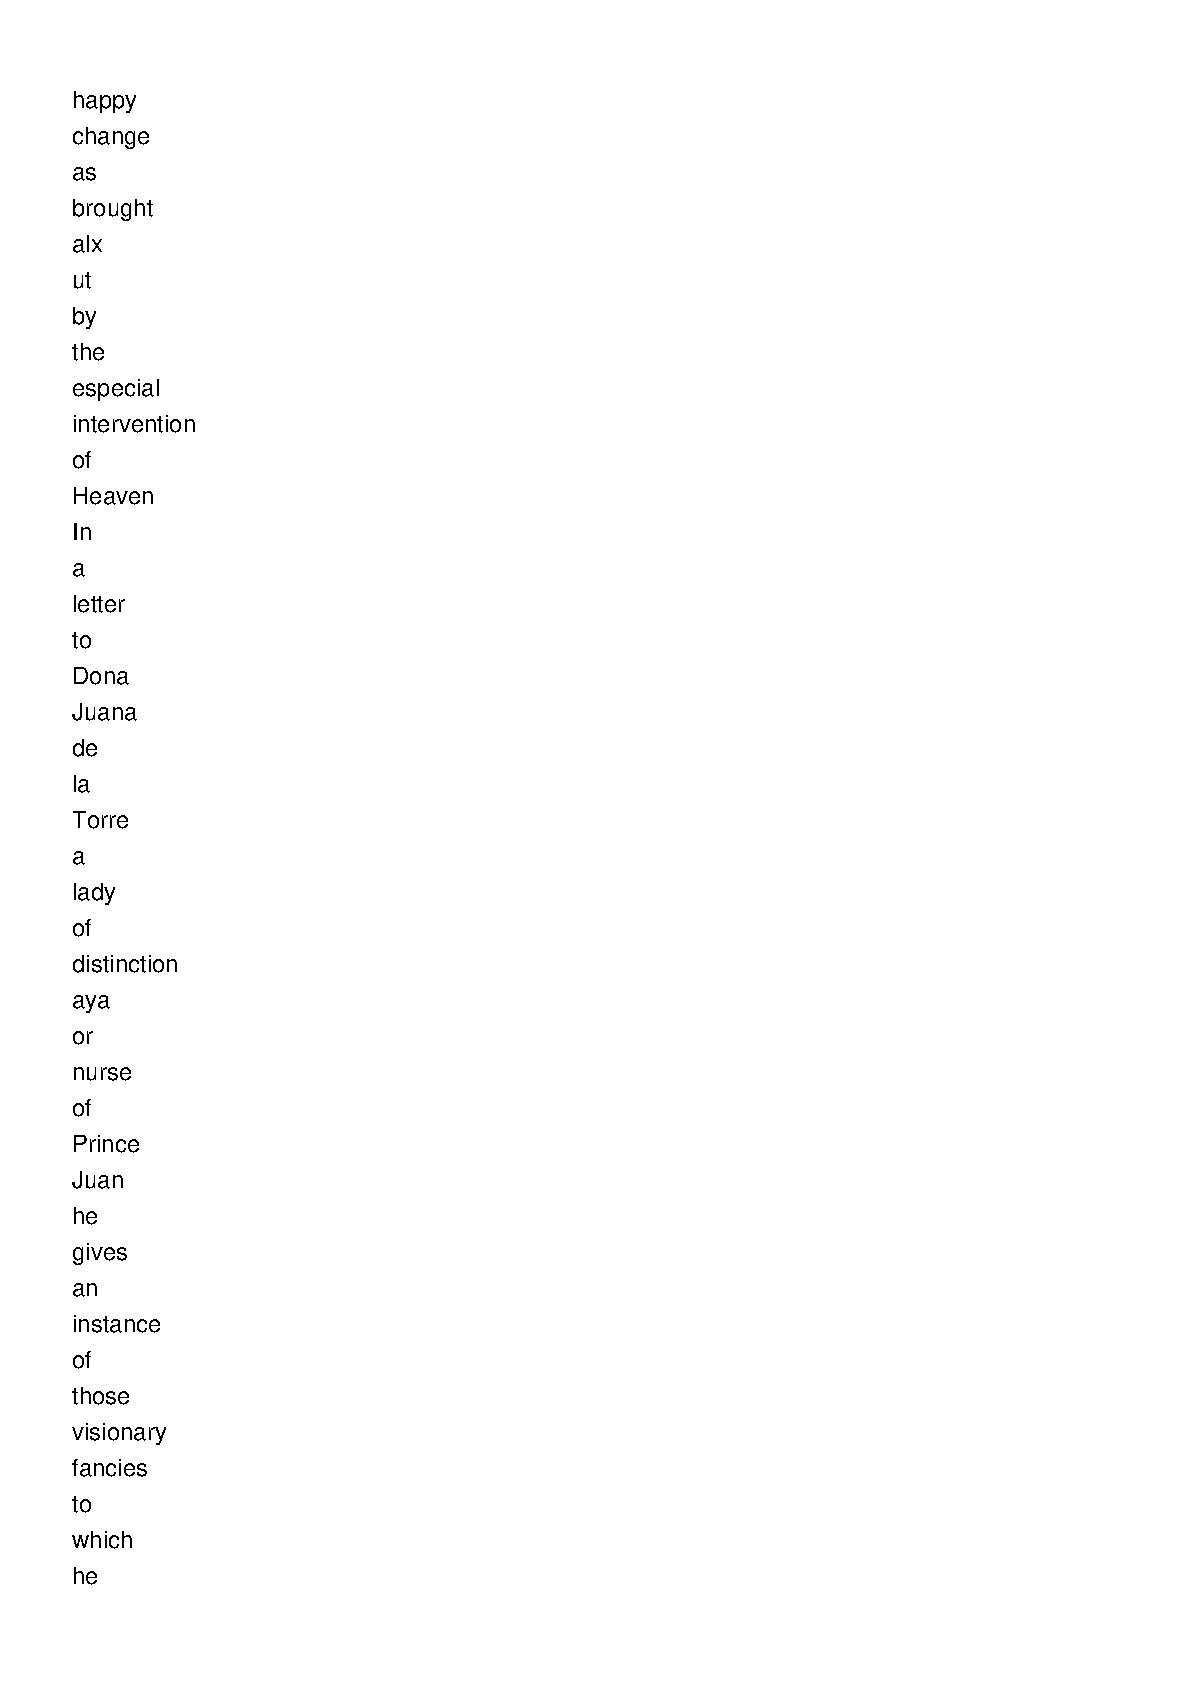 happy
change
as
brought
alx
ut
by
the
especial
intervention
of
Heaven
In
a
letter
to
Dona
Juana
de
la
Torre
a
lady
of
distinction
aya
or
nurse
of
Prince
Juan
he
gives
an
instance
of
those
visionary
fancies
to
which
he